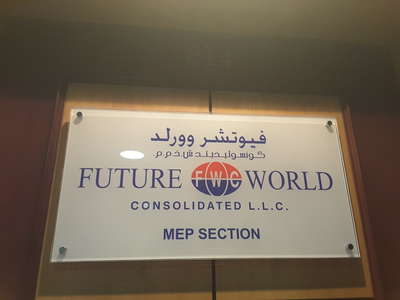 فيوتشر وورلد
كونسوليديتد ش.ذ.م.م
FUTURE FWC WORLD
CONSOLIDATED L.L.C.
MEP SECTION